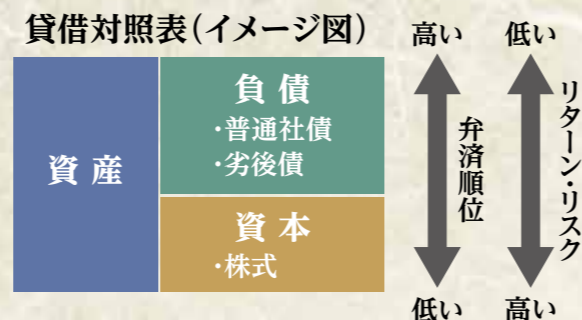 貸借対照表（イメージ図）
高い 低い
資産
負債
・普通社債
・劣後債
資本
・株式
弁済順位
リターン・リスク
低い 高い